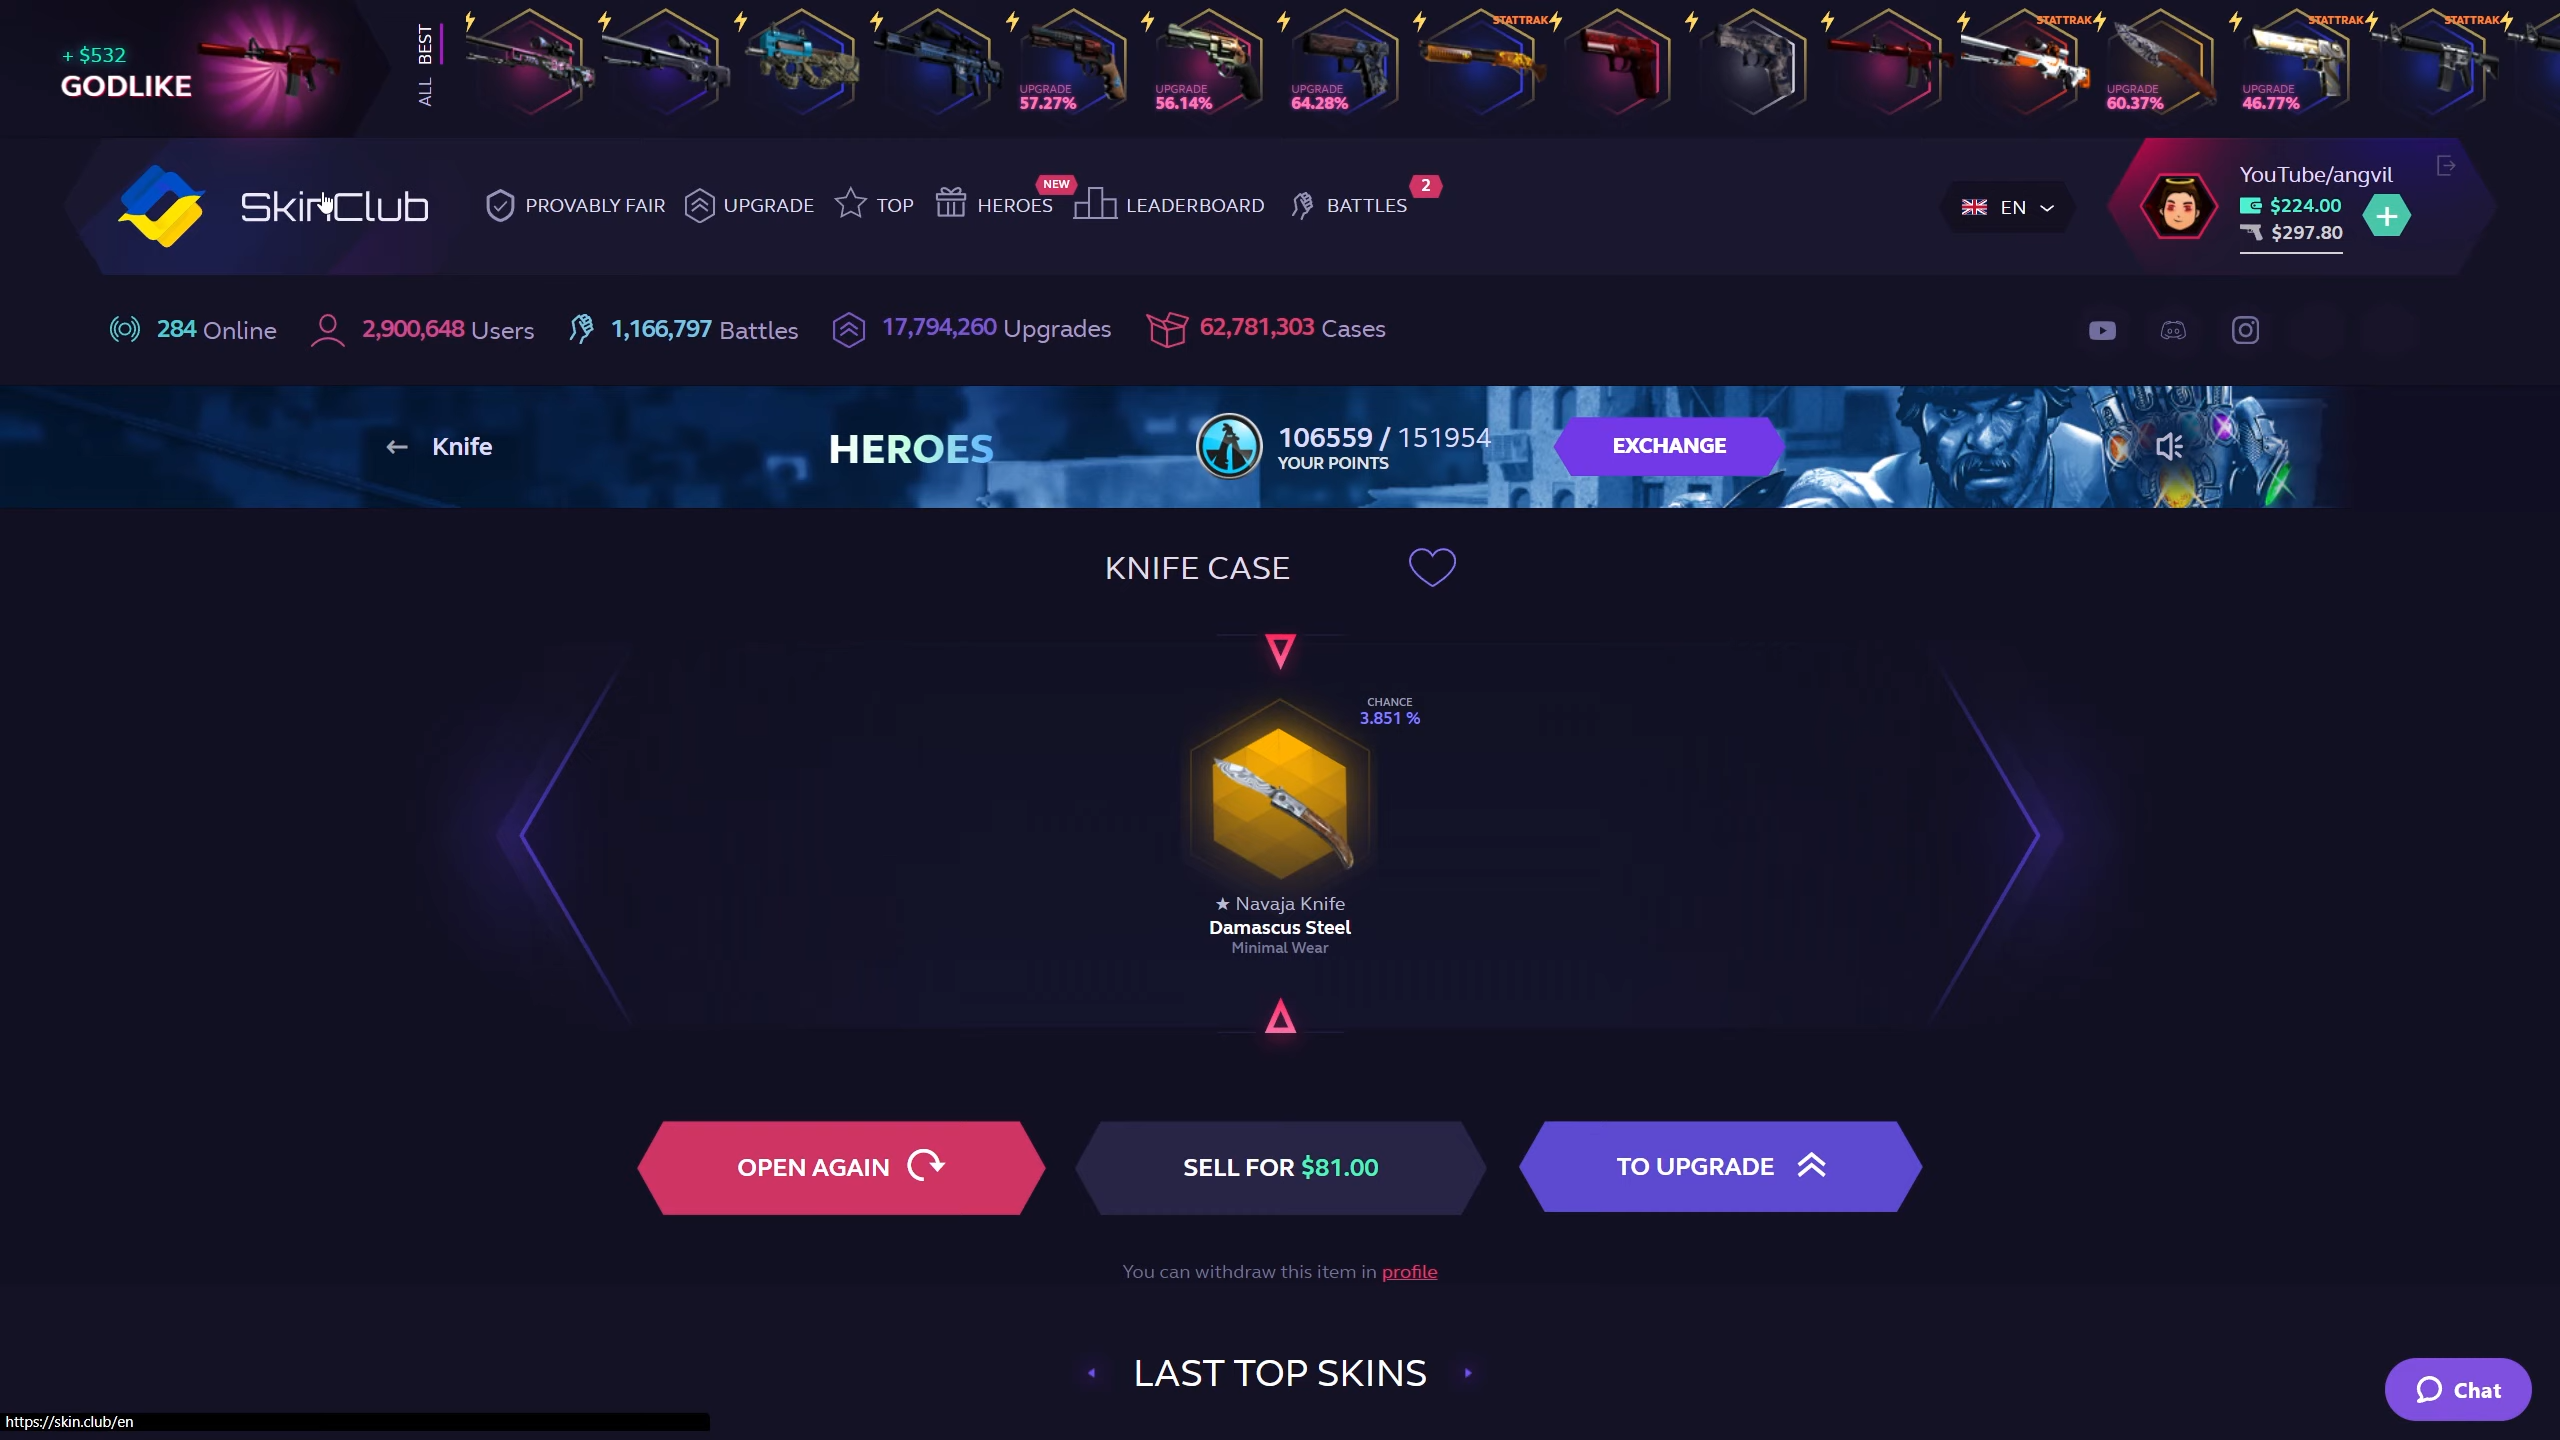 + $532
GODLIKE
ALL BEST
UPGRADE
57.27%
UPGRADE
56.14%
UPGRADE
64.28%
STATTRAK
STATTRAK
UPGRADE
60.37%
STATTRAK
UPGRADE
46.77%
STATTRAK
SkinClub
PROVABLY FAIR
UPGRADE
TOP
HEROES
NEW
LEADERBOARD
BATTLES
2
EN
YouTube/angvil
$224.00
$297.80
284 Online
2,900,648 Users
1,166,797 Battles
17,794,260 Upgrades
62,781,303 Cases
Knife
HEROES
106559 / 151954
YOUR POINTS
EXCHANGE
KNIFE CASE
CHANCE
3.851 %
★ Navaja Knife
Damascus Steel
Minimal Wear
OPEN AGAIN
SELL FOR $81.00
TO UPGRADE
You can withdraw this item in profile
LAST TOP SKINS
Chat
https://skin.club/en